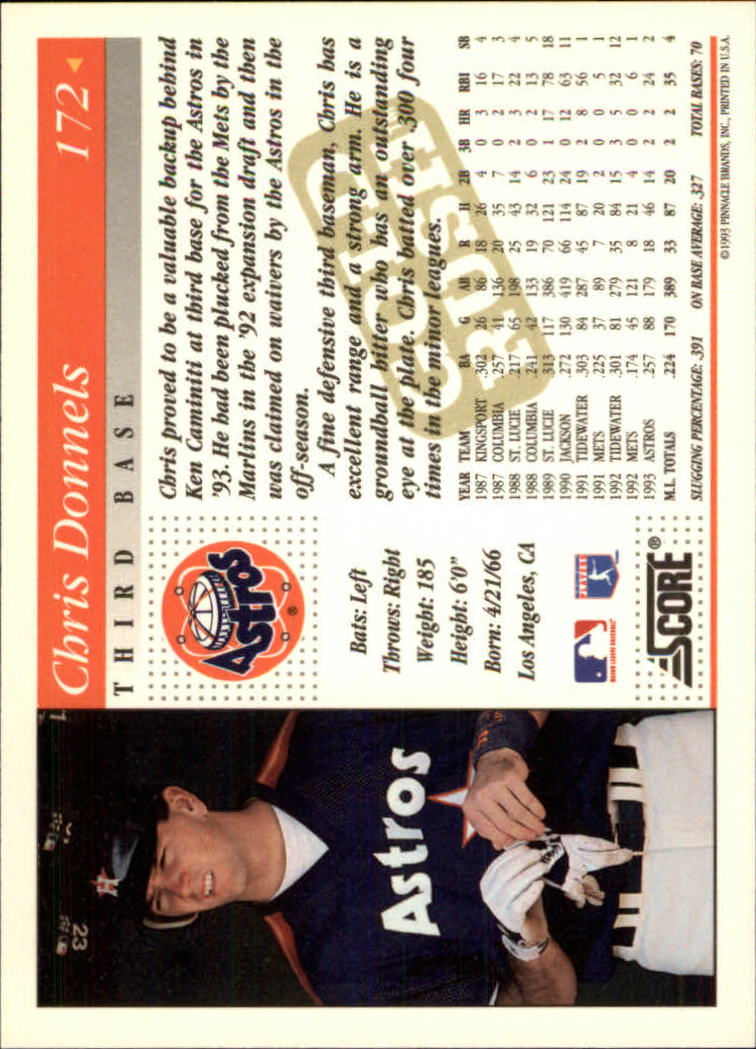 Chris Donnels 172
THIRD BASE
Astros
®
Bats: Left
Throws: Right
Weight: 185
Height: 6'0"
Born: 4/21/66
Los Angeles, CA
Chris proved to be a valuable backup behind
Ken Caminiti at third base for the Astros in
'93. He had been plucked from the Mets by the
Marlins in the '92 expansion draft and then
was claimed on waivers by the Astros in the
off-season.
A fine defensive third baseman, Chris has
excellent range and a strong arm. He is a
groundball hitter who has an outstanding
eye at the plate. Chris batted over .300 four
times in the minor leagues.
GOLD
RUSH
YEAR TEAM BA G AB R H 2B 3B HR RBI SB
1987 KINGSPORT .302 26 86 18 26 4 0 3 16 4
1987 COLUMBIA .257 41 136 20 35 7 0 2 17 3
1988 ST. LUCIE .217 65 198 25 43 14 2 3 22 4
1988 COLUMBIA .241 42 133 19 32 6 0 2 13 5
1989 ST. LUCIE .313 117 386 70 121 23 1 17 78 18
1990 JACKSON .272 130 419 66 114 24 0 12 63 11
1991 TIDEWATER .303 84 287 45 87 19 2 8 56 1
1991 METS .225 37 89 7 20 2 0 0 5 1
1992 TIDEWATER .301 81 279 35 84 15 3 5 32 12
1992 METS .174 45 121 8 21 4 0 0 6 1
1993 ASTROS .257 88 179 18 46 14 2 2 24 2
M.L. TOTALS .224 170 389 33 87 20 2 2 35 4
SLUGGING PERCENTAGE: .391 ON BASE AVERAGE: .327 TOTAL BASES: 70
©1993 PINNACLE BRANDS, INC., PRINTED IN U.S.A.
SCORE®
MAJOR LEAGUE BASEBALL
PLAYERS
H
23
Astros